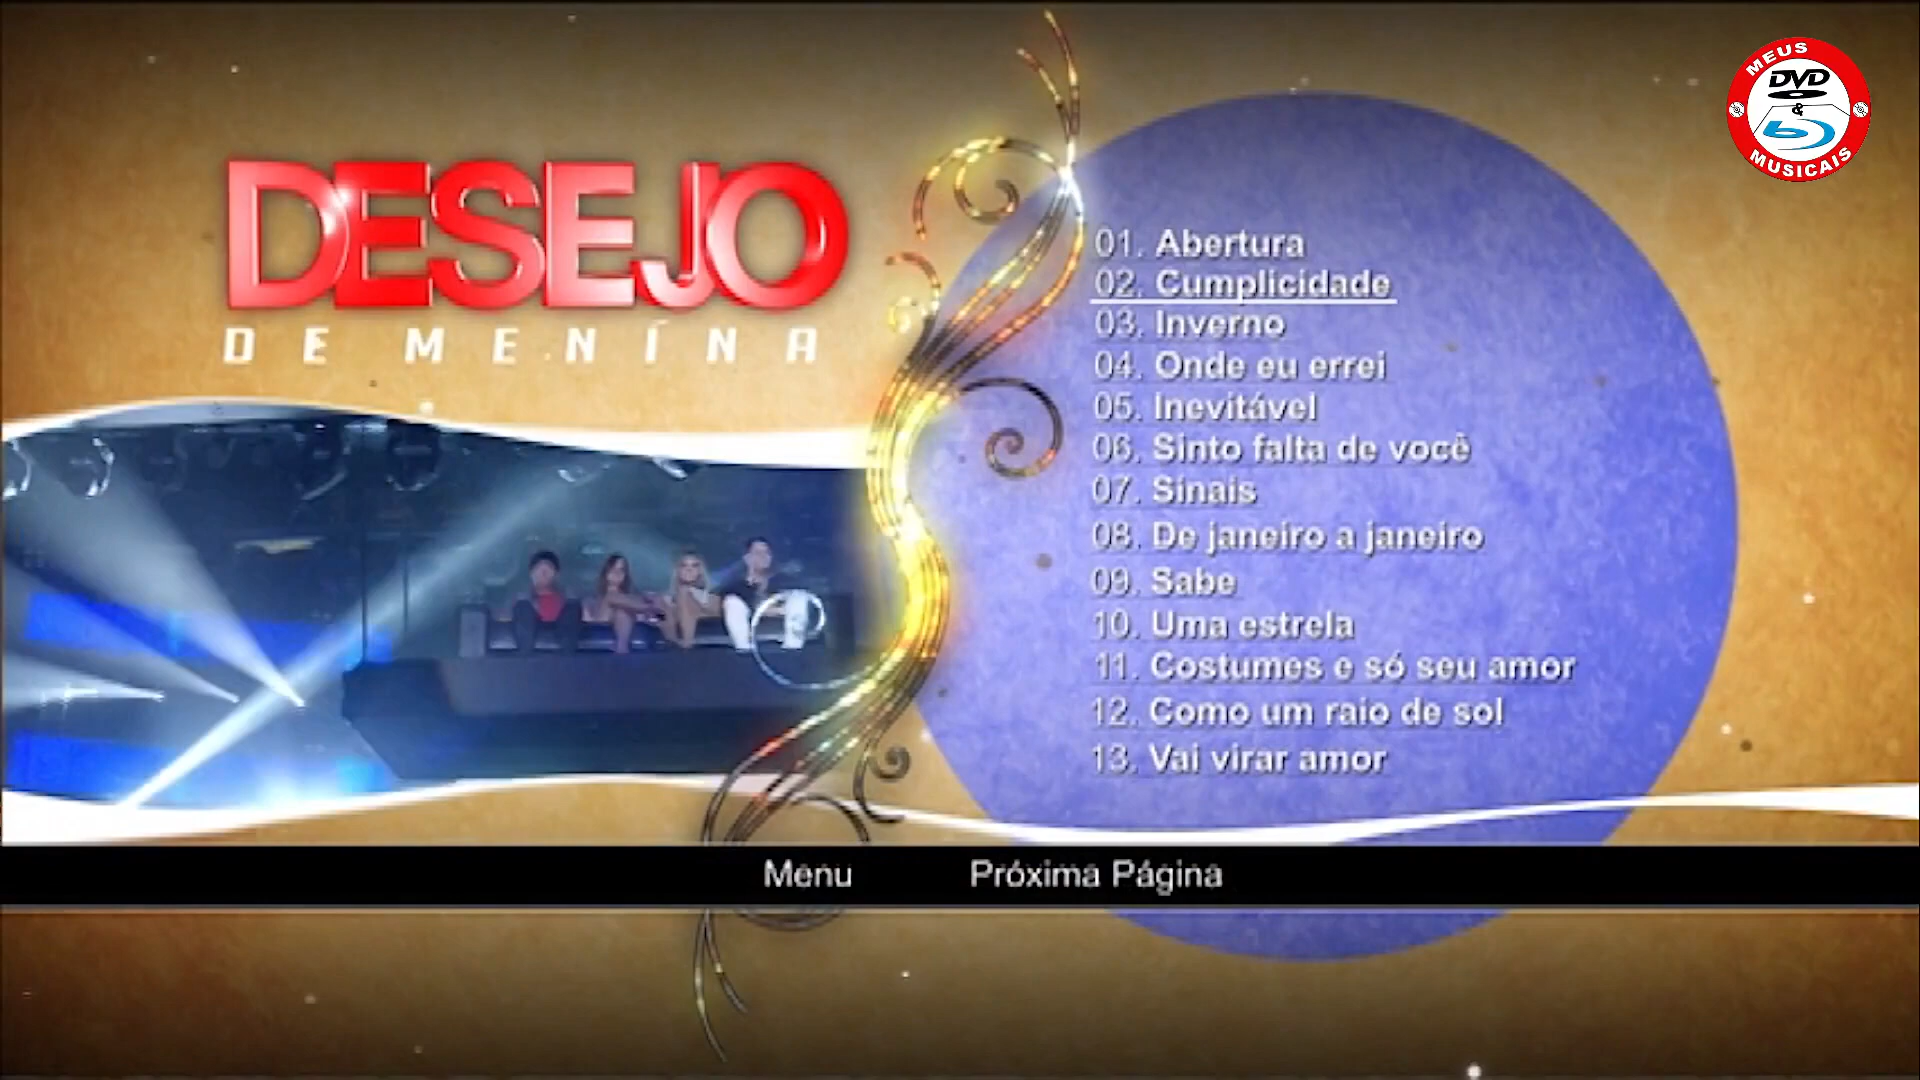 MEUS
DVD
&
MUSICAIS
DESEJO
DE MENÍNA
01. Abertura
02. Cumplicidade
03. Inverno
04. Onde eu errei
05. Inevitável
06. Sinto falta de você
07. Sinais
08. De janeiro a janeiro
09. Sabe
10. Uma estrela
11. Costumes e só seu amor
12. Como um raio de sol
13. Vai virar amor
Menu
Próxima Página